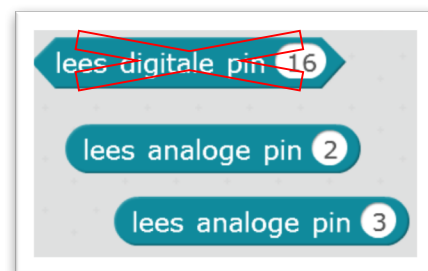 lees digitale pin 16
lees analoge pin 2
lees analoge pin 3